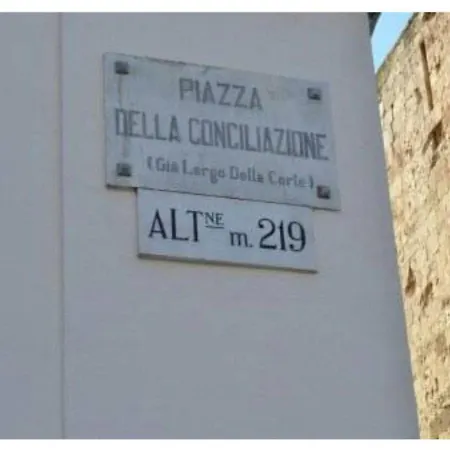 PIAZZA
DELLA CONCILIAZIONE
(Già Largo Della Corte)
ALTNE m. 219